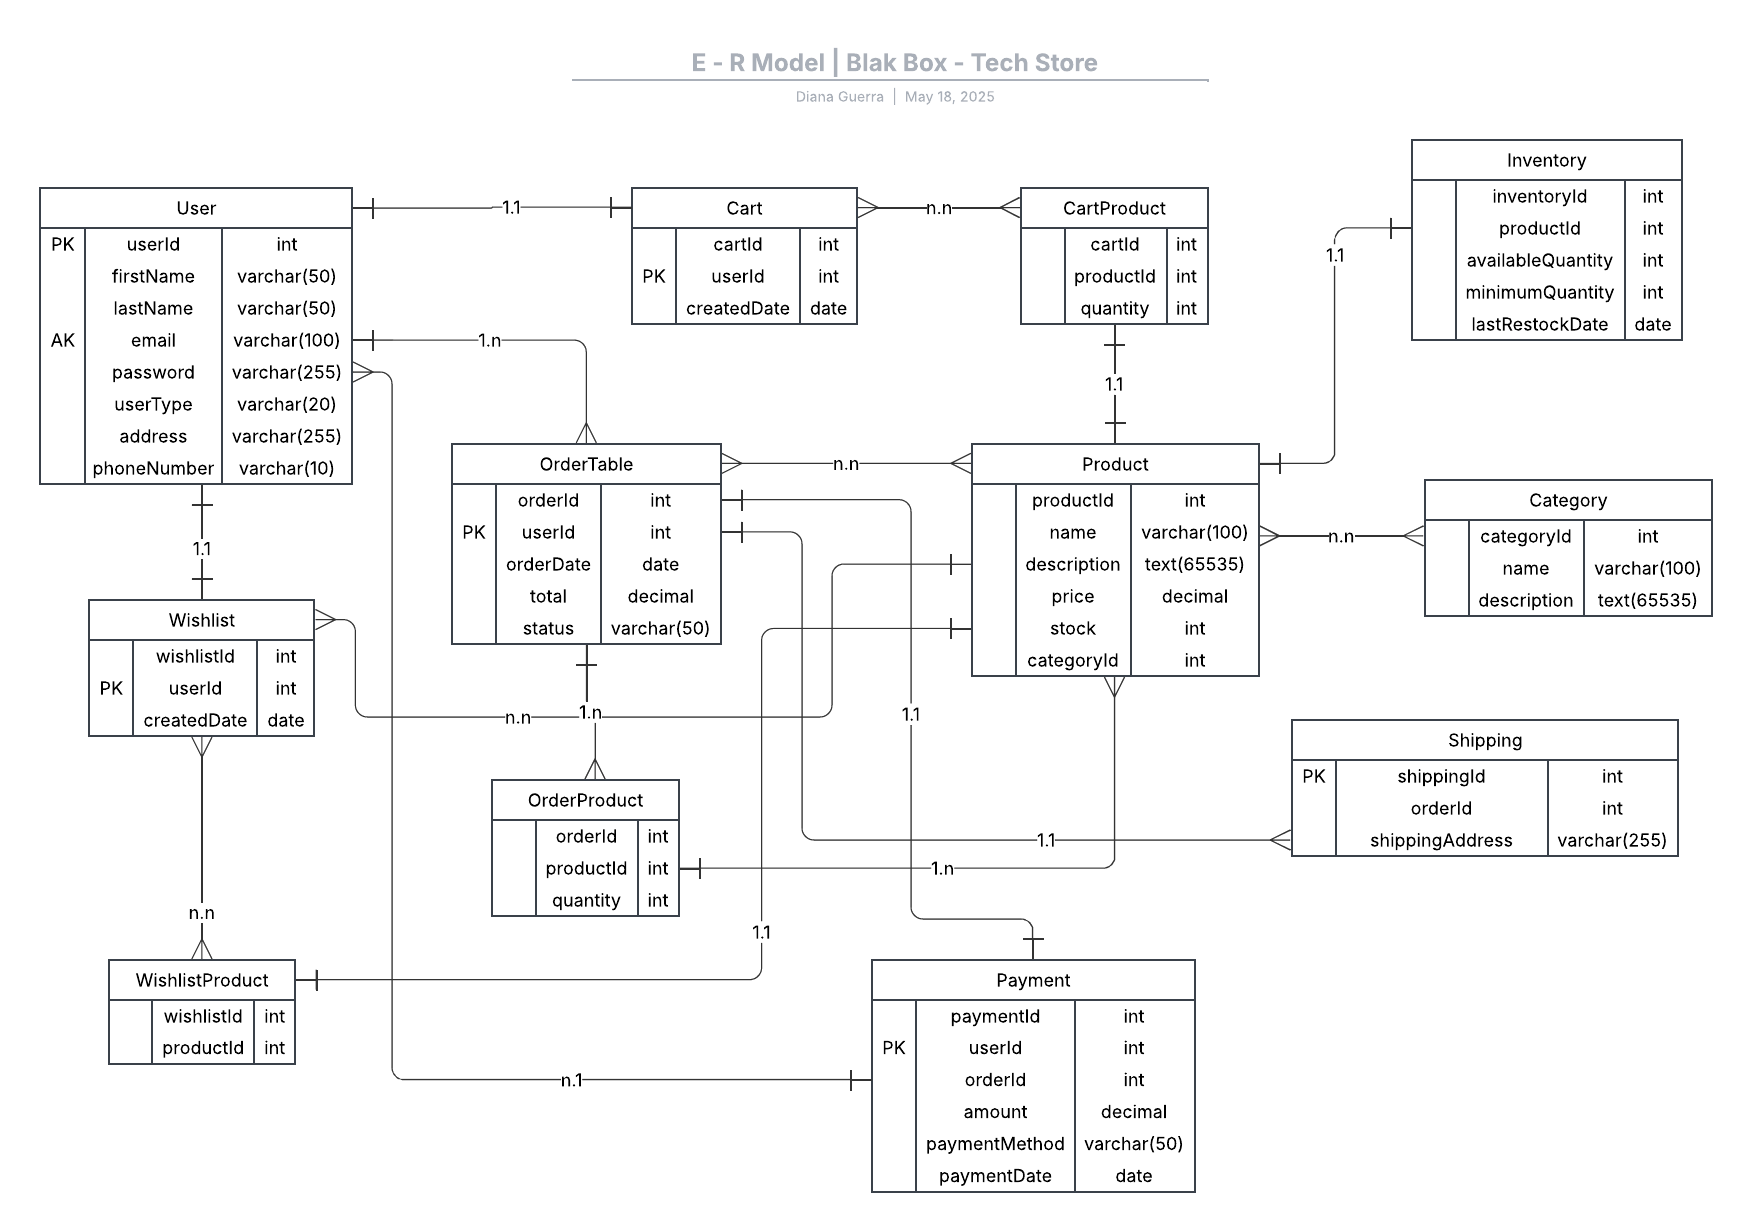 E - R Model | Blak Box - Tech Store
Diana Guerra | May 18, 2025
User
PK userId int
firstName varchar(50)
lastName varchar(50)
AK email varchar(100)
password varchar(255)
userType varchar(20)
address varchar(255)
phoneNumber varchar(10)
1.1
Cart
cartId int
PK userId int
createdDate date
n.n
CartProduct
cartId int
productId int
quantity int
Inventory
inventoryId int
productId int
availableQuantity int
minimumQuantity int
lastRestockDate date
1.1
1.n
1.1
OrderTable
orderId int
PK userId int
orderDate date
total decimal
status varchar(50)
n.n
Product
productId int
name varchar(100)
description text(65535)
price decimal
stock int
categoryId int
n.n
Category
categoryId int
name varchar(100)
description text(65535)
1.1
Wishlist
wishlistId int
PK userId int
createdDate date
n.n
1.n
1.1
Shipping
PK shippingId int
orderId int
shippingAddress varchar(255)
OrderProduct
orderId int
productId int
quantity int
1.1
1.n
n.n
1.1
WishlistProduct
wishlistId int
productId int
Payment
paymentId int
PK userId int
orderId int
amount decimal
paymentMethod varchar(50)
paymentDate date
n.1